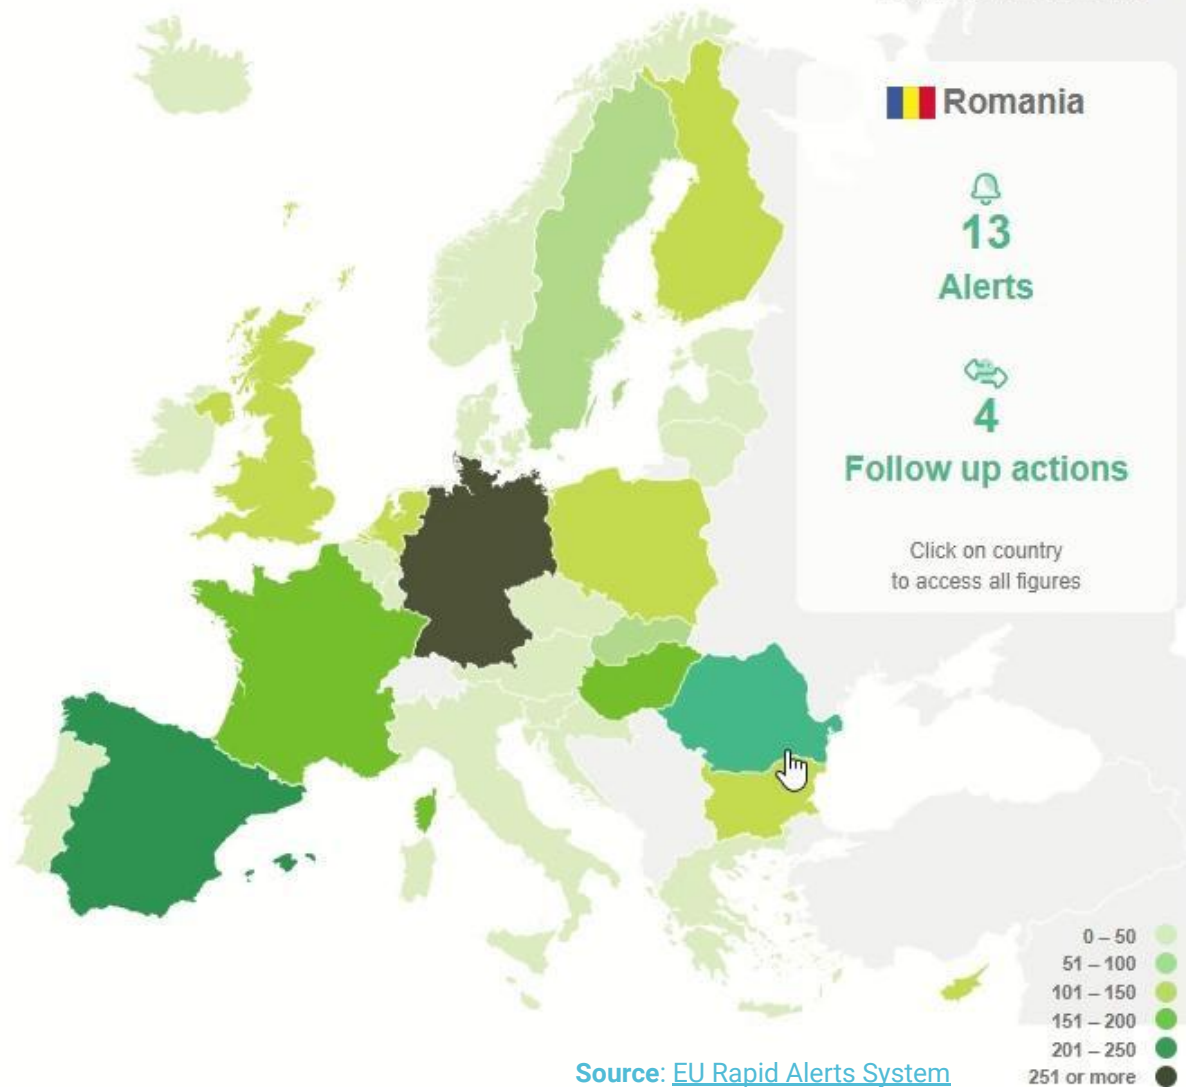 Romania
13
Alerts
4
Follow up actions
Click on country
to access all figures
0 – 50
51 – 100
101 – 150
151 – 200
201 – 250
251 or more
Source: EU Rapid Alerts System